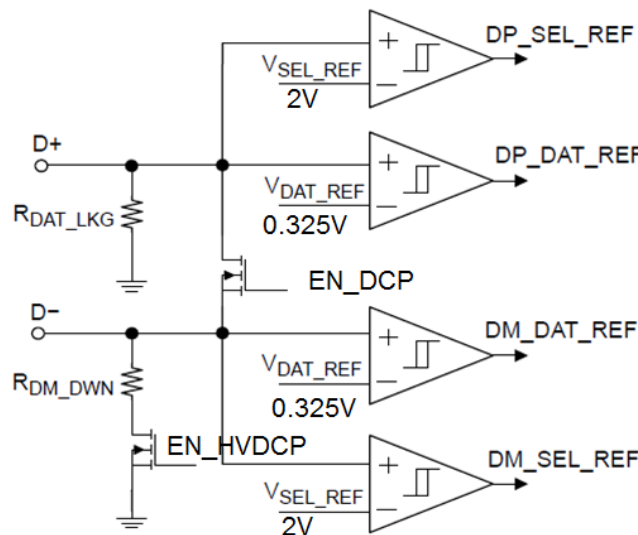 DP_SEL_REF
+
V_SEL_REF
−
2V
D+
DP_DAT_REF
+
V_DAT_REF
−
0.325V
R_DAT_LKG
EN_DCP
D−
DM_DAT_REF
+
V_DAT_REF
−
0.325V
R_DM_DWN
EN_HVDCP
DM_SEL_REF
+
V_SEL_REF
−
2V